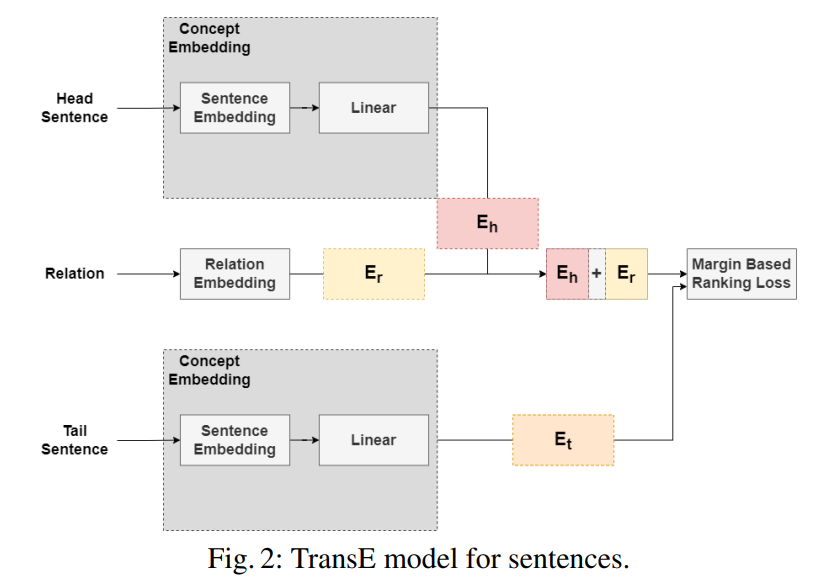 Concept
Embedding
Head
Sentence
Sentence
Embedding
Linear
Eh
Relation
Relation
Embedding
Er
Eh + Er
Margin Based
Ranking Loss
Concept
Embedding
Tail
Sentence
Sentence
Embedding
Linear
Et
Fig. 2: TransE model for sentences.